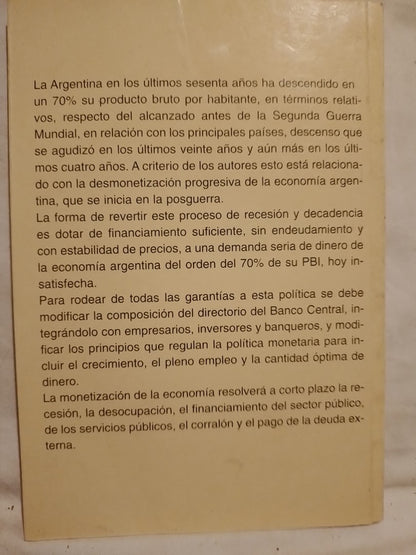 La Argentina en los últimos sesenta años ha descendido en
un 70% su producto bruto por habitante, en términos relati-
vos, respecto del alcanzado antes de la Segunda Guerra
Mundial, en relación con los principales países, descenso que
se agudizó en los últimos veinte años y aún más en los últi-
mos cuatro años. A criterio de los autores esto está relaciona-
do con la desmonetización progresiva de la economía argen-
tina, que se inicia en la posguerra.
La forma de revertir este proceso de recesión y decadencia
es dotar de financiamiento suficiente, sin endeudamiento y
con estabilidad de precios, a una demanda seria de dinero de
la economía argentina del orden del 70% de su PBI, hoy in-
satisfecha.
Para rodear de todas las garantías a esta política se debe
modificar la composición del directorio del Banco Central, in-
tegrándolo con empresarios, inversores y banqueros, y modi-
ficar los principios que regulan la política monetaria para in-
cluir el crecimiento, el pleno empleo y la cantidad óptima de
dinero.
La monetización de la economía resolverá a corto plazo la re-
cesión, la desocupación, el financiamiento del sector público,
de los servicios públicos, el corralón y el pago de la deuda ex-
terna.